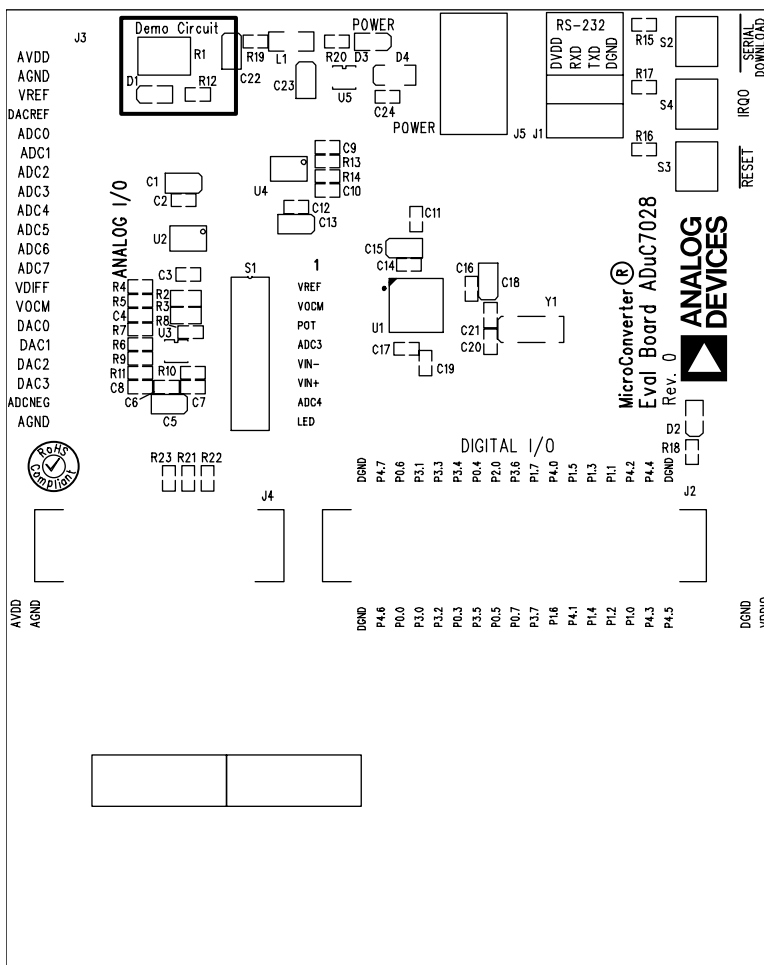 J3
Demo Circuit
R1
D1
R12
R19
L1
C22
C23
R20
POWER
D3
D4
U5
C24
POWER
J5
RS-232
DVDD
RXD
TXD
DGND
J1
R15
S2
SERIAL
DOWNLOAD
R17
S4
IRQ0
R16
S3
RESET
AVDD
AGND
VREF
DACREF
ADC0
ADC1
ADC2
ADC3
ADC4
ADC5
ADC6
ADC7
VDIFF
VOCM
DAC0
DAC1
DAC2
DAC3
ADCNEG
AGND
ANALOG I/O
C1
C2
U2
C3
R4
R5
C4
R7
R6
R9
R11
C8
R2
R3
R8
U3
R10
C6
C7
C5
C9
R13
R14
C10
U4
C12
C13
S1
1
VREF
VOCM
POT
ADC3
VIN-
VIN+
ADC4
LED
C11
C15
C14
U1
C17
C19
C16
C18
C21
C20
Y1
MicroConverter ®
Eval Board ADuC7028
Rev. 0
ANALOG
DEVICES
D2
R18
RoHS
Compliant
R23 R21 R22
J4
DIGITAL I/O
DGND
P4.7
P0.6
P3.1
P3.3
P3.4
P0.4
P2.0
P3.6
P1.7
P4.0
P1.5
P1.3
P1.1
P4.2
P4.4
DGND
J2
AVDD
AGND
DGND
P4.6
P0.0
P3.0
P3.2
P0.3
P3.5
P0.5
P0.7
P3.7
P1.6
P4.1
P1.4
P1.2
P1.0
P4.3
P4.5
DGND